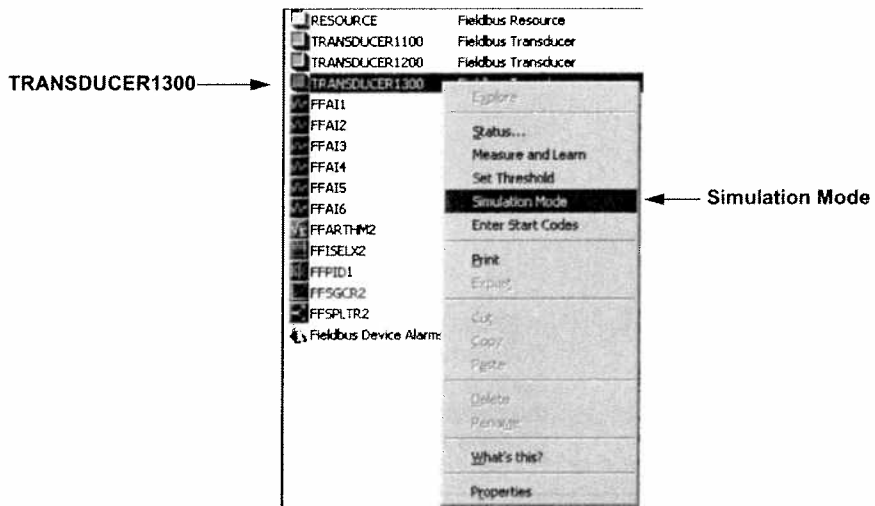 RESOURCE Fieldbus Resource
TRANSDUCER1100 Fieldbus Transducer
TRANSDUCER1200 Fieldbus Transducer
TRANSDUCER1300
TRANSDUCER1300
FFAI1
FFAI2
FFAI3
FFAI4
FFAI5
FFAI6
FFARTHM2
FFISELX2
FFPID1
FFSGCR2
FFSPLTR2
Fieldbus Device Alarms
Explore
Status...
Measure and Learn
Set Threshold
Simulation Mode
Simulation Mode
Enter Start Codes
Print
Export
Cut
Copy
Paste
Delete
Rename
What's this?
Properties